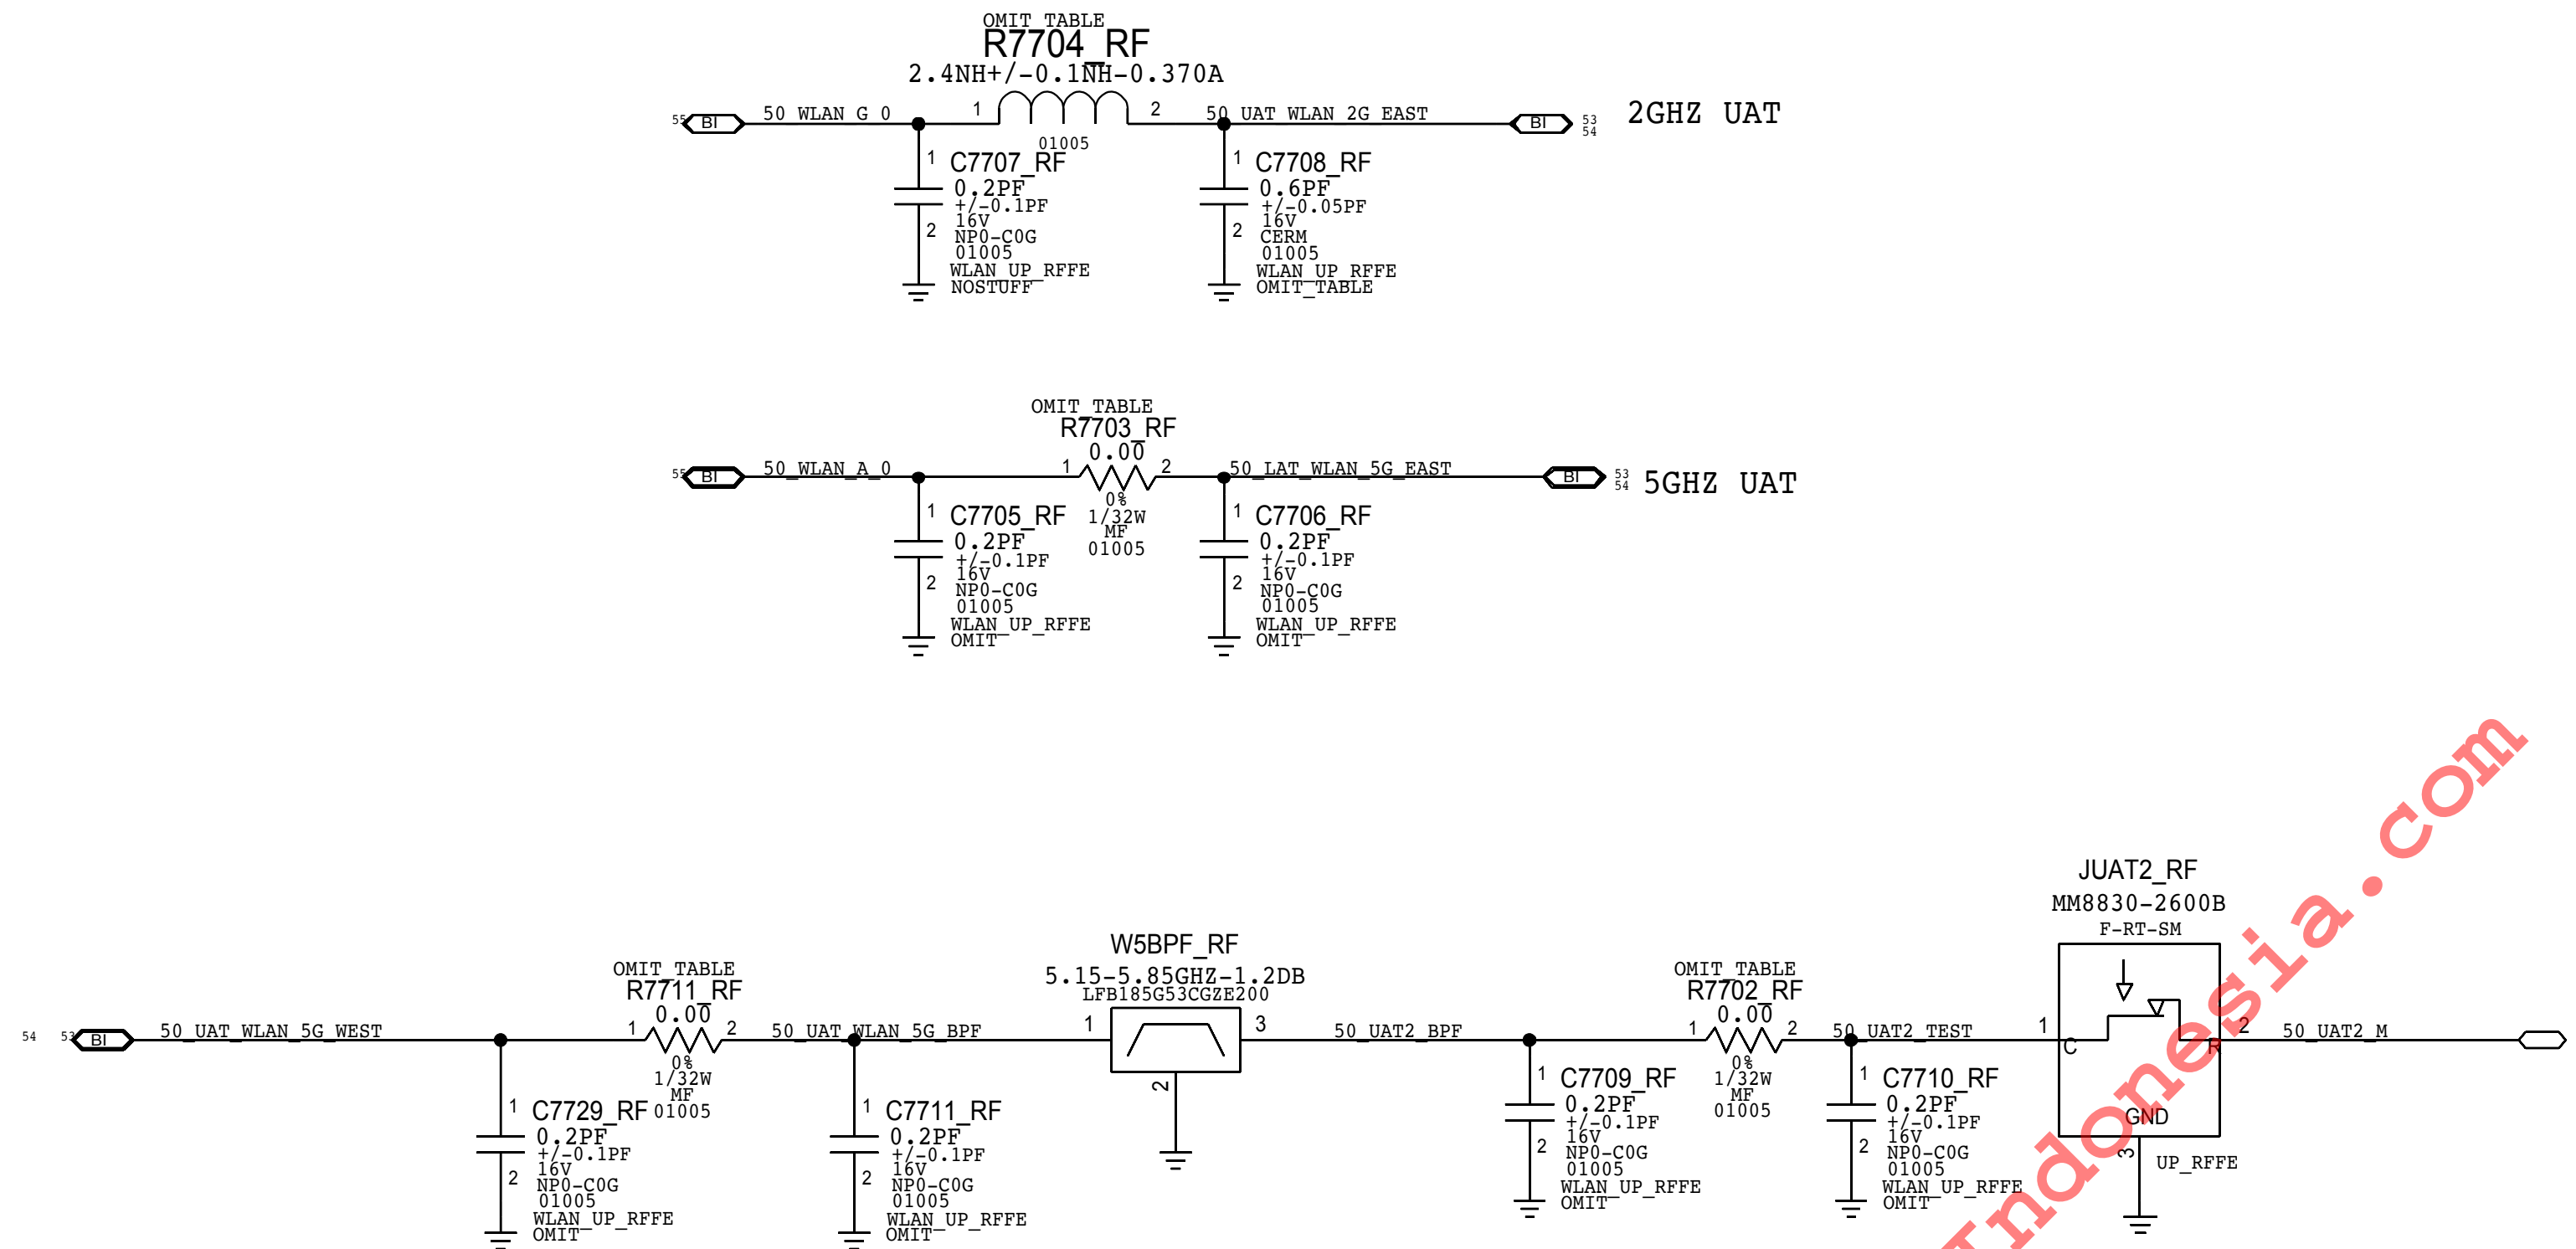 OMIT_TABLE
R7704_RF
2.4NH+/-0.1NH-0.370A
55 BI 50_WLAN_G_0 1 2 50_UAT_WLAN_2G_EAST BI 53 54 2GHZ UAT
01005
1 C7707_RF
0.2PF
+/-0.1PF
16V
2 NP0-C0G
01005
WLAN_UP_RFFE
NOSTUFF
1 C7708_RF
0.6PF
+/-0.05PF
16V
2 CERM
01005
WLAN_UP_RFFE
OMIT_TABLE
OMIT_TABLE
R7703_RF
0.00
55 BI 50_WLAN_A_0 1 2 50_LAT_WLAN_5G_EAST BI 53 54 5GHZ UAT
0%
1/32W
MF
01005
1 C7705_RF
0.2PF
+/-0.1PF
16V
2 NP0-C0G
01005
WLAN_UP_RFFE
OMIT
1 C7706_RF
0.2PF
+/-0.1PF
16V
2 NP0-C0G
01005
WLAN_UP_RFFE
OMIT
OMIT_TABLE
R7711_RF
0.00
54 53 BI 50_UAT_WLAN_5G_WEST 1 2 50_UAT_WLAN_5G_BPF
0%
1/32W
MF
01005
1 C7729_RF
0.2PF
+/-0.1PF
16V
2 NP0-C0G
01005
WLAN_UP_RFFE
OMIT
1 C7711_RF
0.2PF
+/-0.1PF
16V
2 NP0-C0G
01005
WLAN_UP_RFFE
OMIT
W5BPF_RF
5.15-5.85GHZ-1.2DB
LFB185G53CGZE200
1 3
2
50_UAT2_BPF
OMIT_TABLE
R7702_RF
0.00
1 2 50_UAT2_TEST
0%
1/32W
MF
01005
1 C7709_RF
0.2PF
+/-0.1PF
16V
2 NP0-C0G
01005
WLAN_UP_RFFE
OMIT
1 C7710_RF
0.2PF
+/-0.1PF
16V
2 NP0-C0G
01005
WLAN_UP_RFFE
OMIT
JUAT2_RF
MM8830-2600B
F-RT-SM
1 C R 2 50_UAT2_M
GND
3 UP_RFFE
Indonesia.com